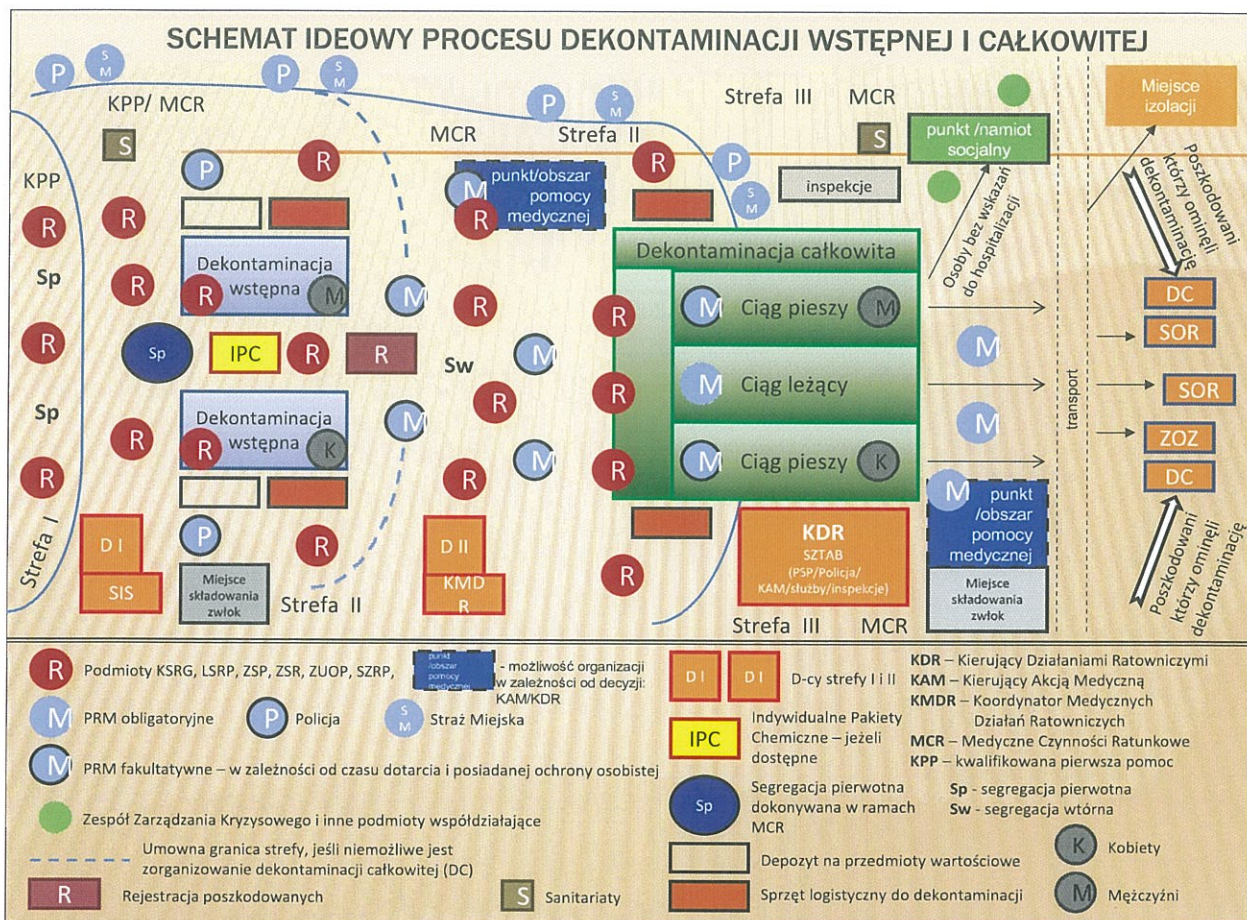 SCHEMAT IDEOWY PROCESU DEKONTAMINACJI WSTĘPNEJ I CAŁKOWITEJ
P
S
M
P
S
M
P
S
M
P
S
M
KPP/ MCR
MCR
Strefa II
Strefa III MCR
S
S
KPP
R
P
M
punkt/obszar
pomocy
medycznej
R
R
inspekcje
punkt /namiot
socjalny
Miejsce
izolacji
R
R
Sp
R
Dekontaminacja
wstępna
R
M
M
R
Dekontaminacja całkowita
R
M
Ciąg pieszy
M
Osoby bez wskazań
do hospitalizacji
Poszkodowani
którzy ominęli
dekontaminację
DC
SOR
R
Sp
IPC
R
R
Sw
M
R
R
M
Ciąg leżący
M
transport
SOR
Sp
R
Dekontaminacja
wstępna
R
K
M
M
R
R
M
Ciąg pieszy
K
M
ZOZ
DC
R
Strefa I
D I
SIS
P
Miejsce
składowania
zwłok
R
Strefa II
D II
KMD
R
R
KDR
SZTAB
(PSP/Policja/
KAM/służby/inspekcje)
M
punkt
/obszar
pomocy
medycznej
Miejsce
składowania
zwłok
Poszkodowani
którzy ominęli
dekontaminację
Strefa III MCR
R
Podmioty KSRG, LSRP, ZSP, ZSR, ZUOP, SZRP,
punkt
/obszar
pomocy
medycznej
- możliwość organizacji
w zależności od decyzji:
KAM/KDR
M
PRM obligatoryjne
P
Policja
S
M
Straż Miejska
M
PRM fakultatywne – w zależności od czasu dotarcia i posiadanej ochrony osobistej
Zespół Zarządzania Kryzysowego i inne podmioty współdziałające
Umowna granica strefy, jeśli niemożliwe jest
zorganizowanie dekontaminacji całkowitej (DC)
R
Rejestracja poszkodowanych
S
Sanitariaty
D I
D I
D-cy strefy I i II
IPC
Indywidualne Pakiety
Chemiczne – jeżeli
dostępne
Sp
Segregacja pierwotna
dokonywana w ramach
MCR
Depozyt na przedmioty wartościowe
Sprzęt logistyczny do dekontaminacji
KDR – Kierujący Działaniami Ratowniczymi
KAM – Kierujący Akcją Medyczną
KMDR – Koordynator Medycznych
Działań Ratowniczych
MCR – Medyczne Czynności Ratunkowe
KPP – kwalifikowana pierwsza pomoc
Sp - segregacja pierwotna
Sw - segregacja wtórna
K
Kobiety
M
Mężczyźni